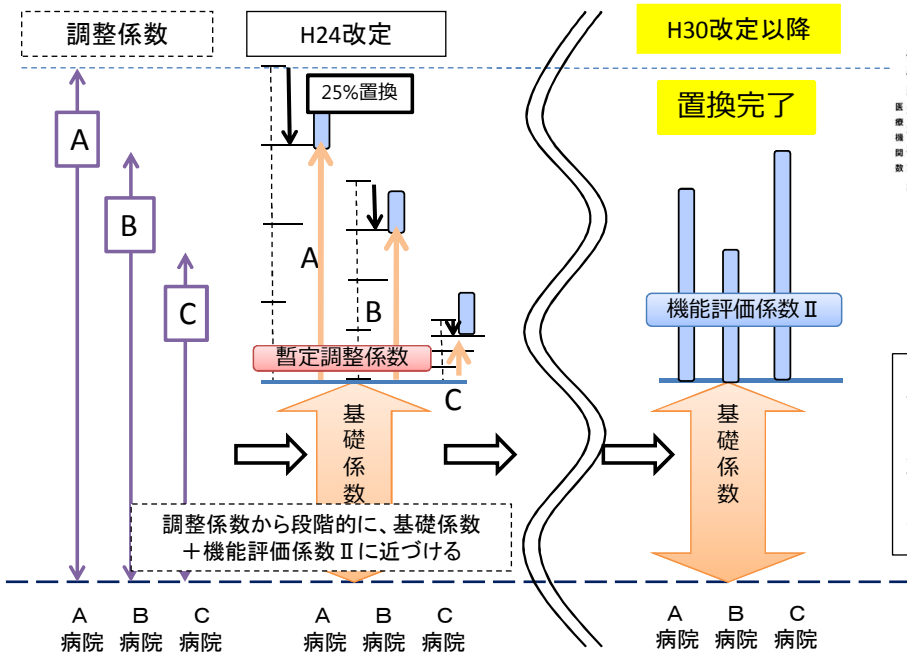 調整係数
H24改定
H30改定以降
25%置換
置換完了
医療機関数
A
B
C
A
B
C
暫定調整係数
機能評価係数Ⅱ
基礎係数
基礎係数
調整係数から段階的に、基礎係数
＋機能評価係数Ⅱに近づける
A
病院
B
病院
C
病院
A
病院
B
病院
C
病院
A
病院
B
病院
C
病院